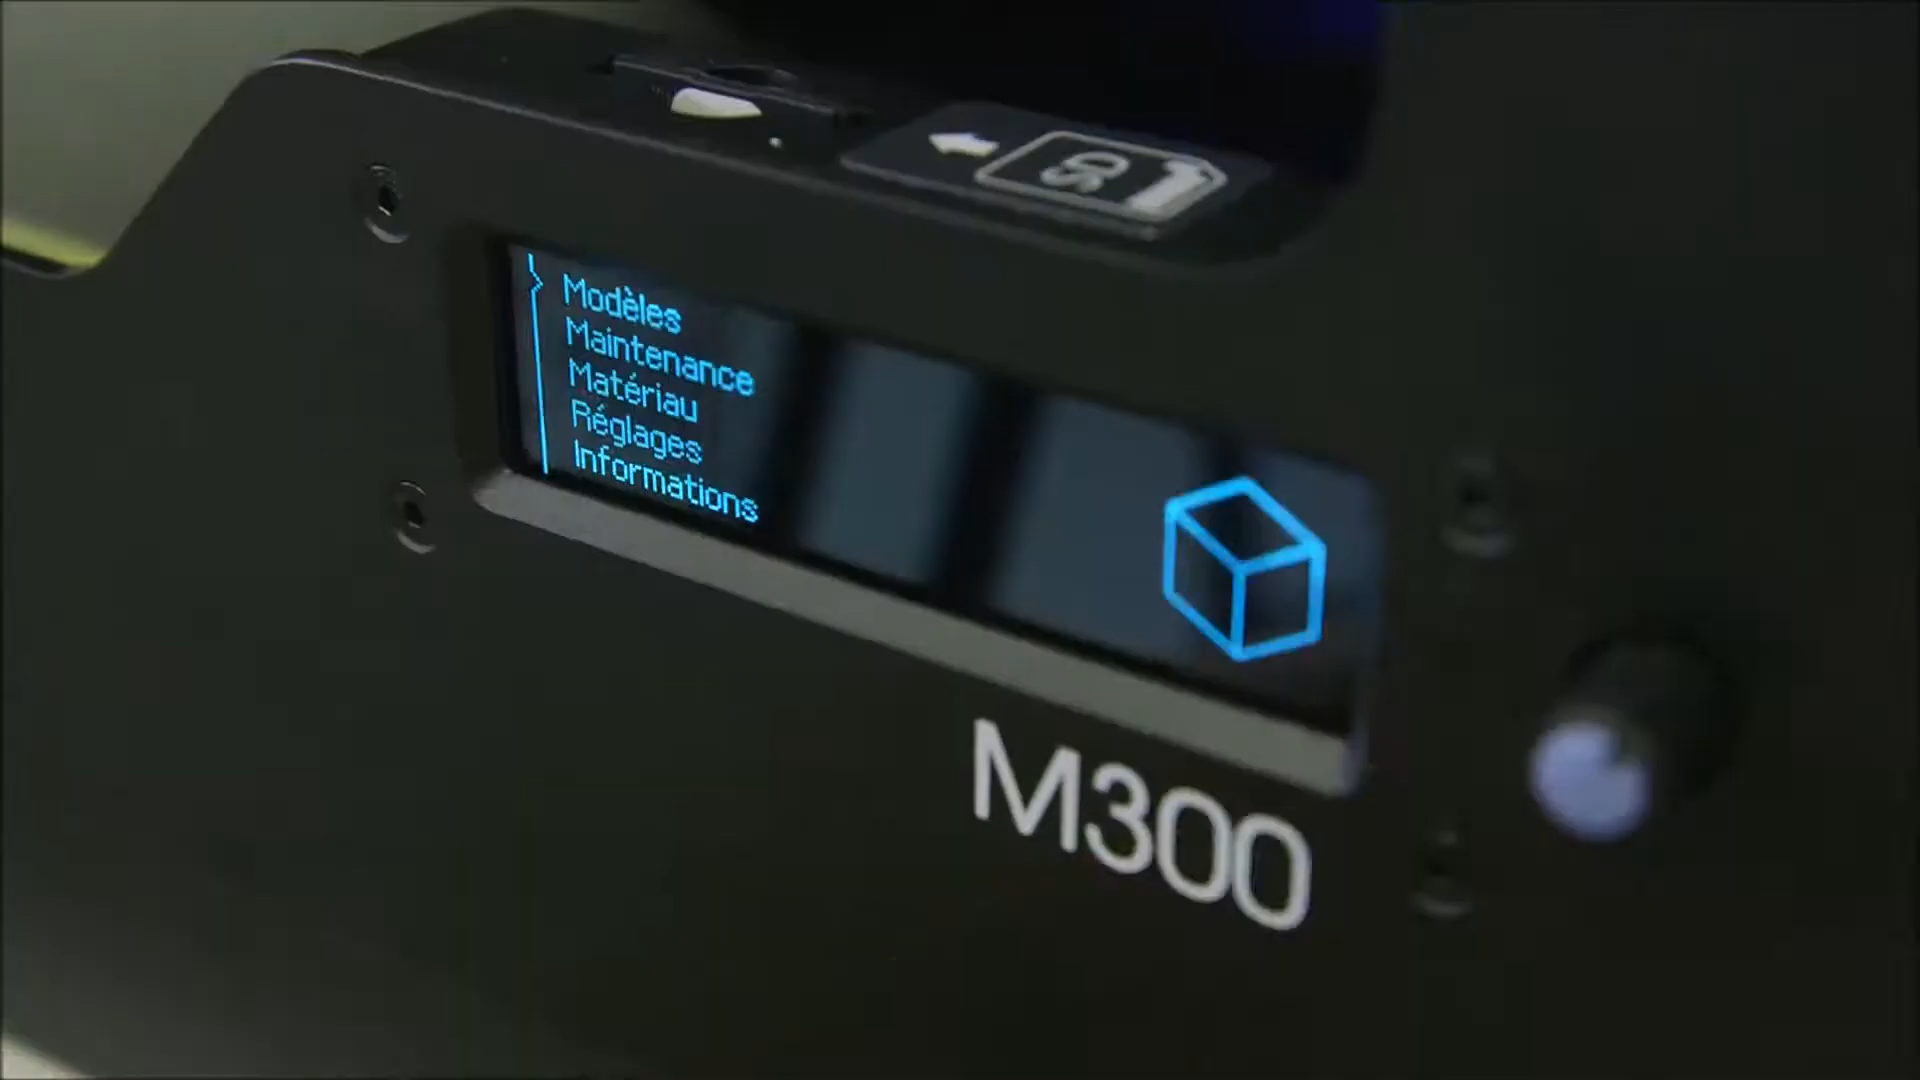 SD
Modèles
Maintenance
Matériau
Réglages
Informations
M300